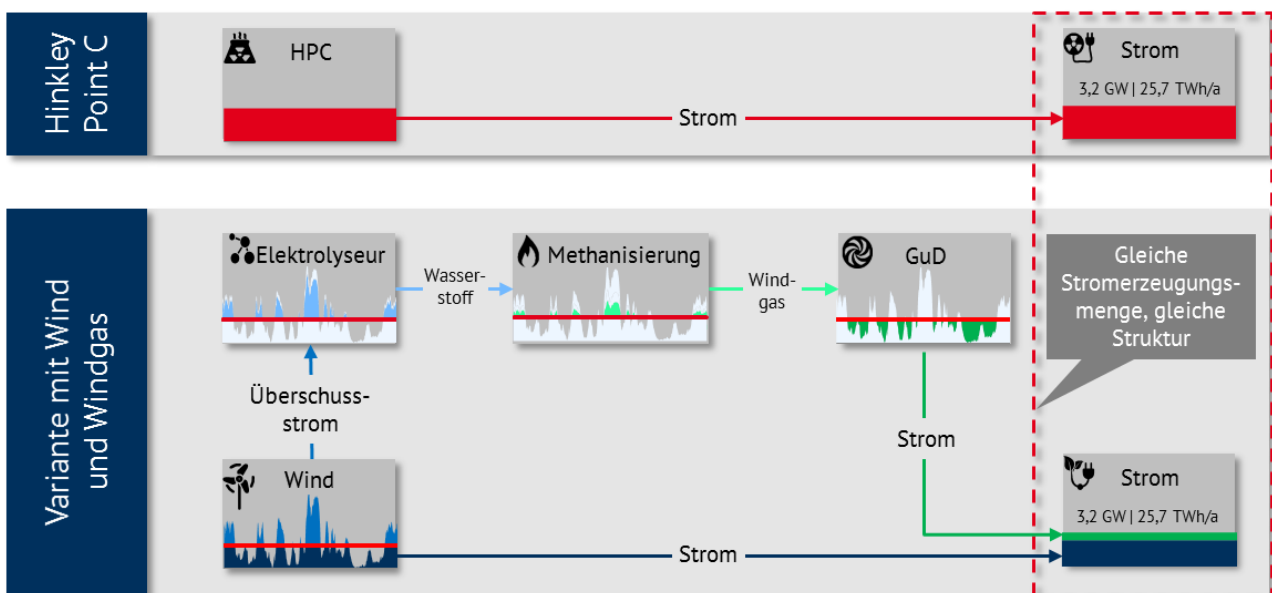 Hinkley
Point C
HPC
Strom
Strom
3,2 GW | 25,7 TWh/a
Variante mit Wind
und Windgas
Elektrolyseur
Wasser-
stoff
Methanisierung
Wind-
gas
GuD
Gleiche
Stromerzeugungs-
menge, gleiche
Struktur
Überschuss-
strom
Strom
Wind
Strom
Strom
3,2 GW | 25,7 TWh/a